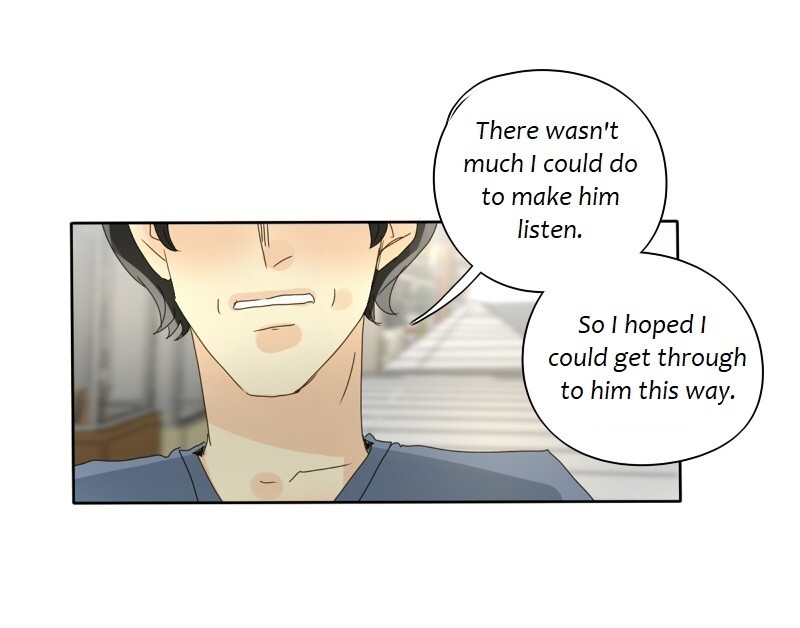 There wasn't
much I could do
to make him
listen.
So I hoped I
could get through
to him this way.